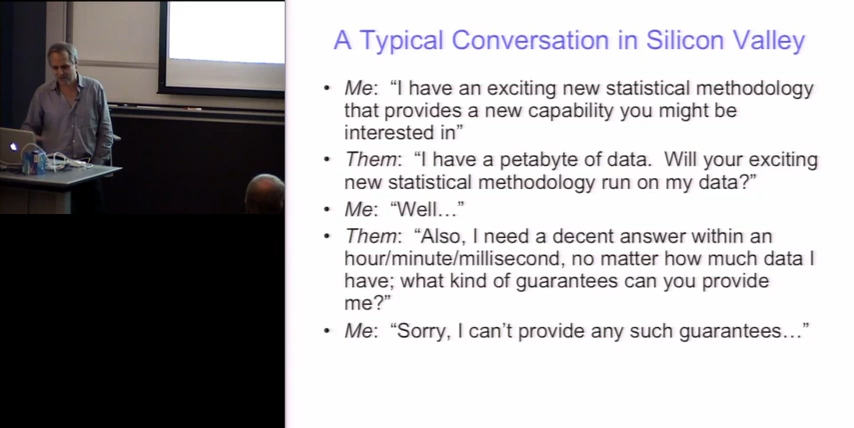 A Typical Conversation in Silicon Valley
• Me: “I have an exciting new statistical methodology
that provides a new capability you might be
interested in”
• Them: “I have a petabyte of data. Will your exciting
new statistical methodology run on my data?”
• Me: “Well…”
• Them: “Also, I need a decent answer within an
hour/minute/millisecond, no matter how much data I
have; what kind of guarantees can you provide
me?”
• Me: “Sorry, I can’t provide any such guarantees…”